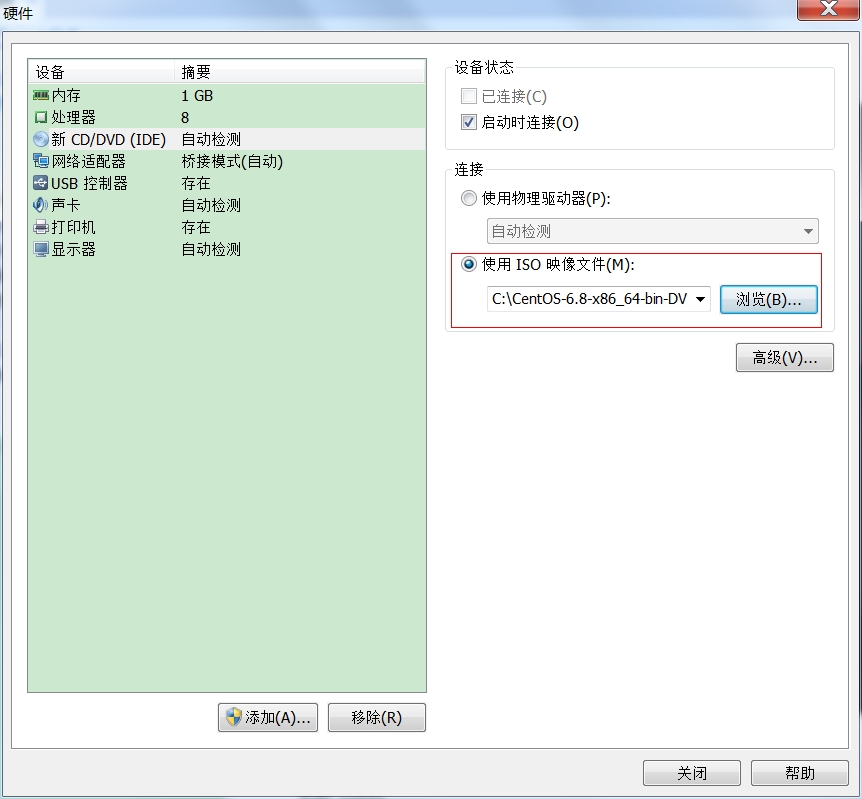 硬件
设备 摘要
内存 1 GB
处理器 8
新 CD/DVD (IDE) 自动检测
网络适配器 桥接模式(自动)
USB 控制器 存在
声卡 自动检测
打印机 存在
显示器 自动检测
添加(A)... 移除(R)
设备状态
已连接(C)
启动时连接(O)
连接
使用物理驱动器(P):
自动检测
使用 ISO 映像文件(M):
C:\CentOS-6.8-x86_64-bin-DV 浏览(B)...
高级(V)...
关闭 帮助